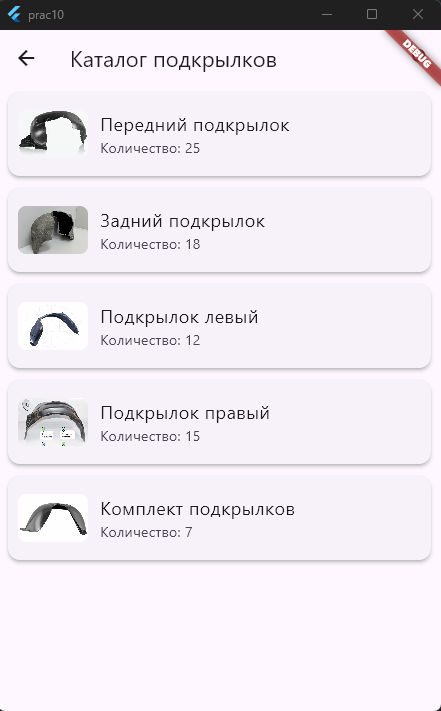 prac10
DEBUG
Каталог подкрылков
Передний подкрылок
Количество: 25
Задний подкрылок
Количество: 18
Подкрылок левый
Количество: 12
Подкрылок правый
Количество: 15
Комплект подкрылков
Количество: 7